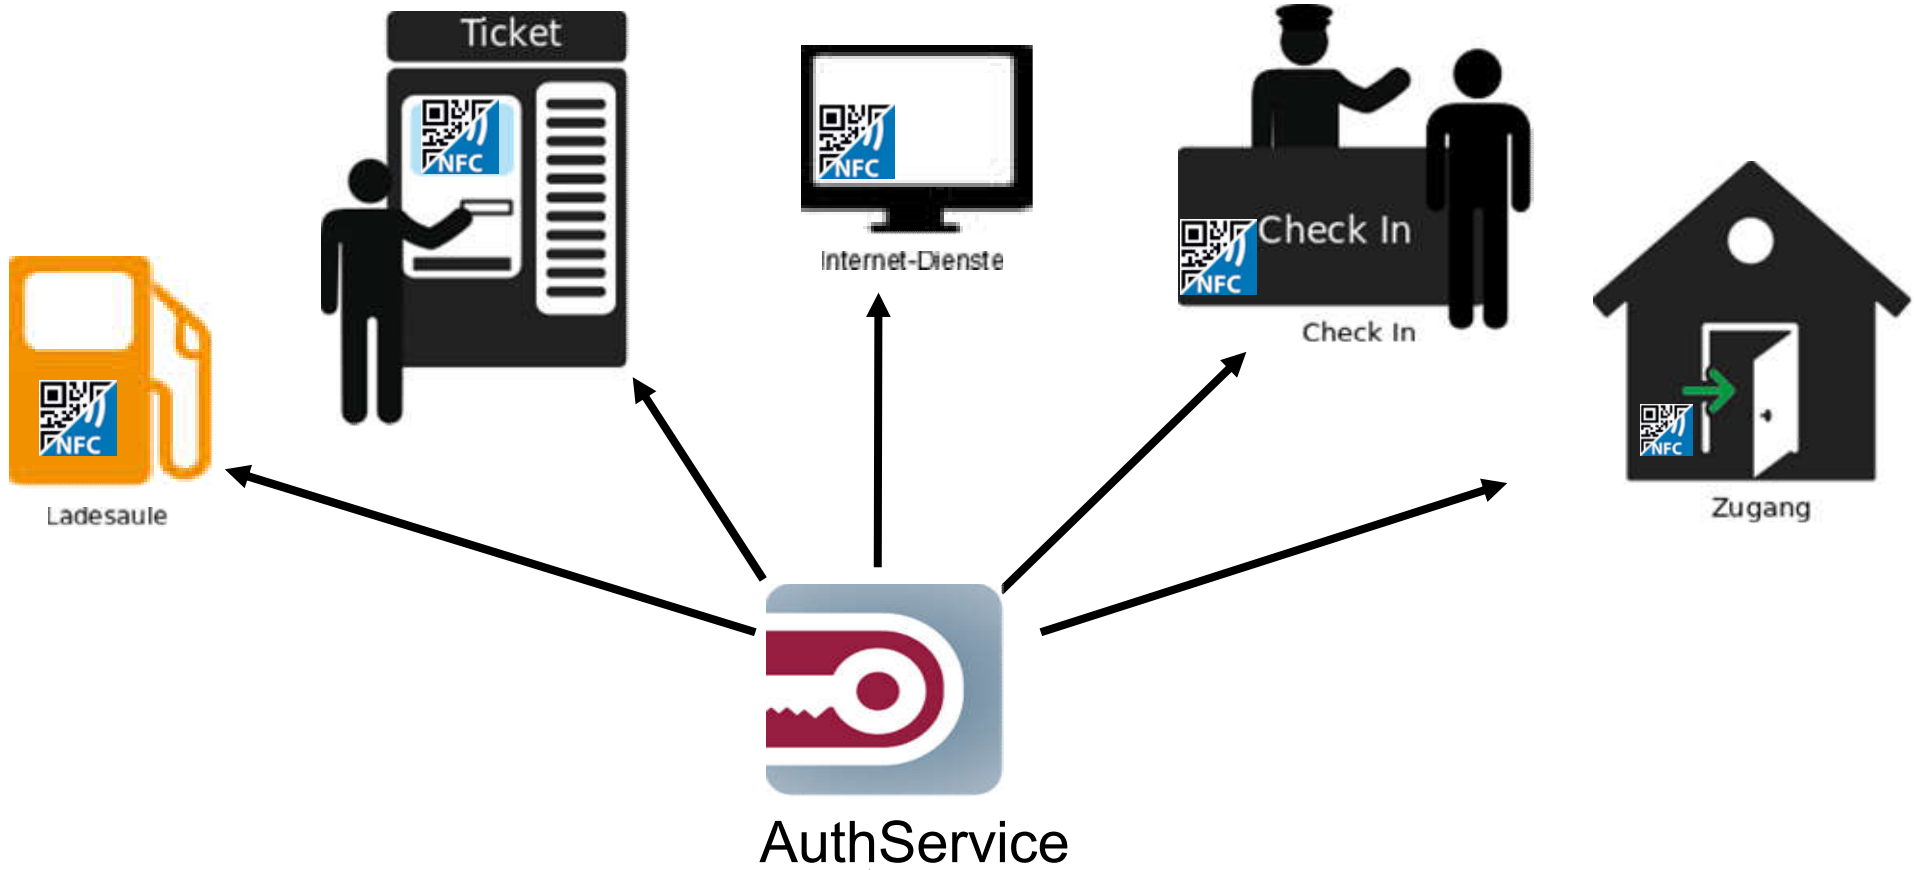 Ticket
NFC
NFC
Internet-Dienste
Check In
NFC
Check In
NFC
Ladesaule
NFC
Zugang
AuthService